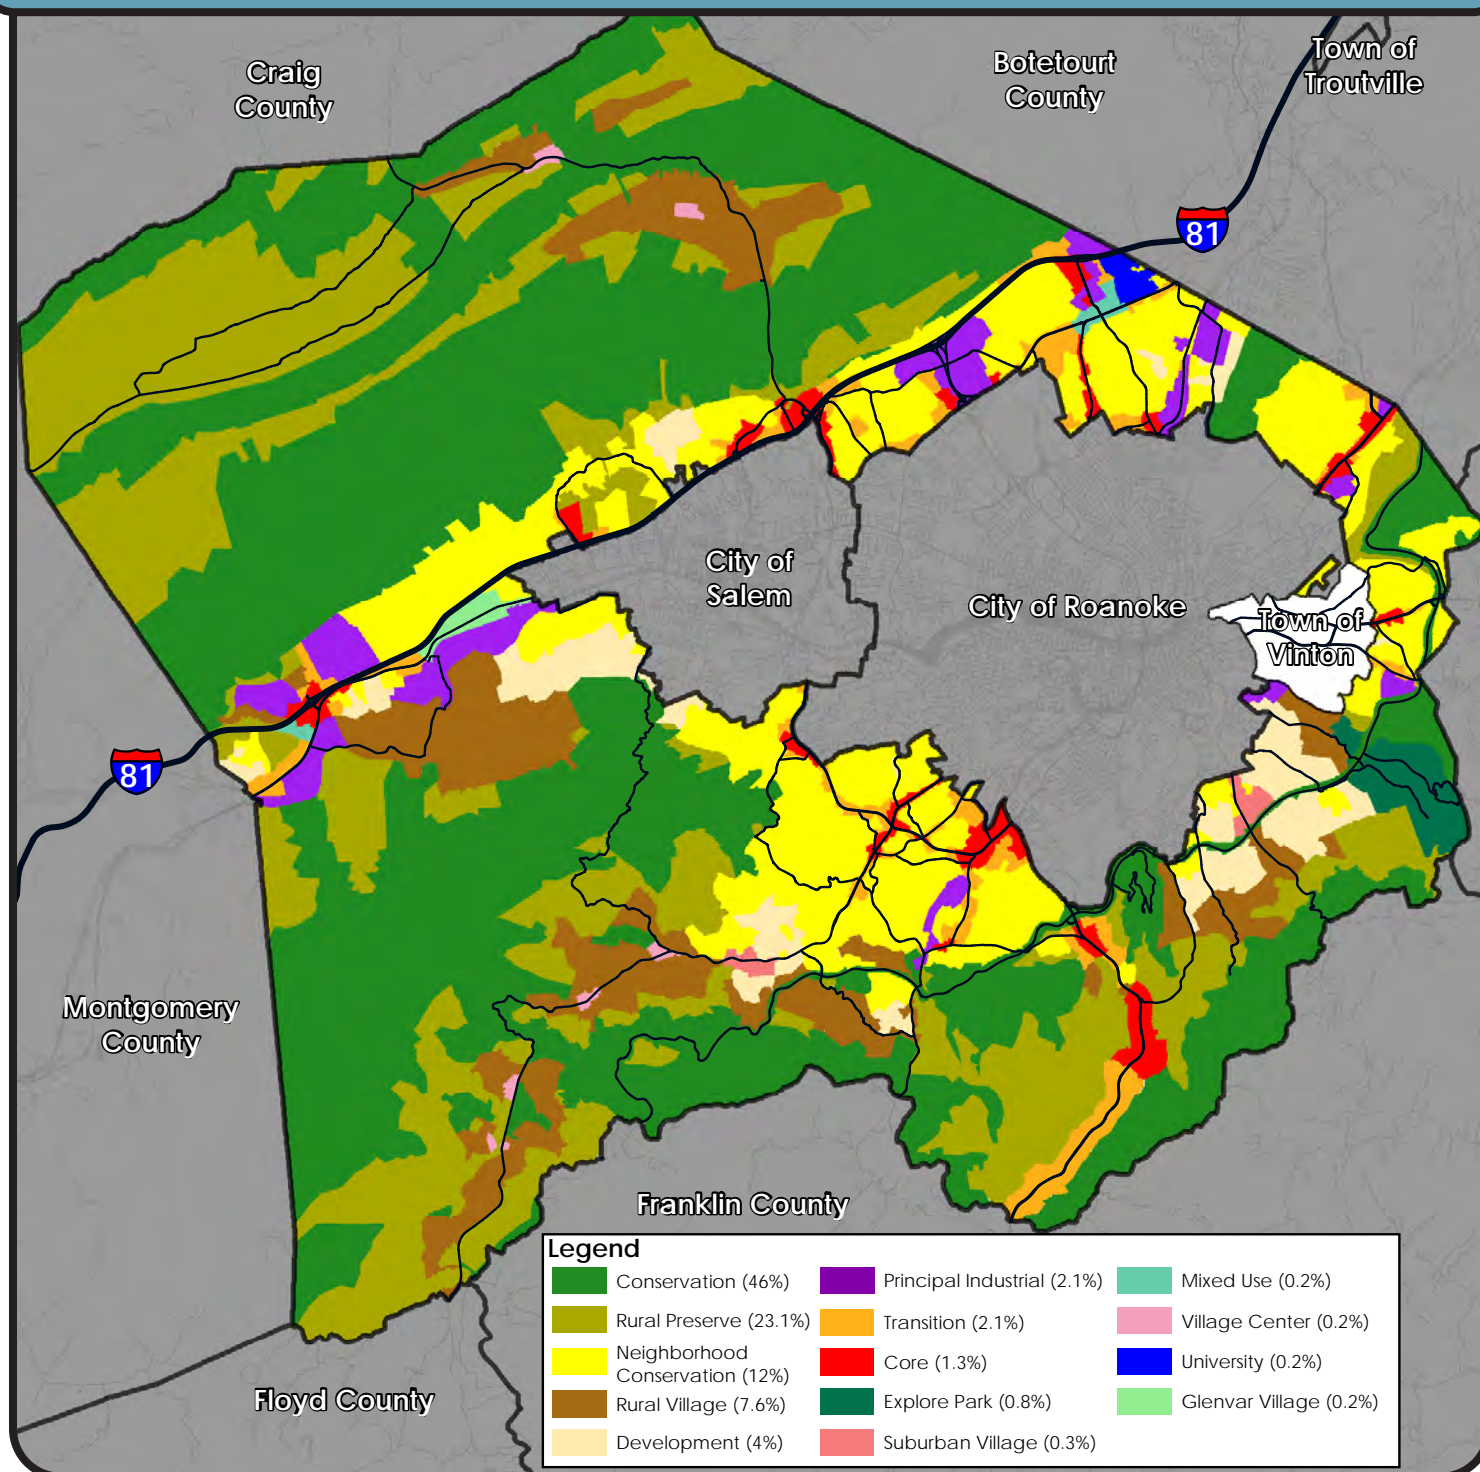 Craig
County
Botetourt
County
Town of
Troutville
81
City of
Salem
City of Roanoke
Town of
Vinton
81
Montgomery
County
Franklin County
Floyd County
Legend
Conservation (46%)
Rural Preserve (23.1%)
Neighborhood
Conservation (12%)
Rural Village (7.6%)
Development (4%)
Principal Industrial (2.1%)
Transition (2.1%)
Core (1.3%)
Explore Park (0.8%)
Suburban Village (0.3%)
Mixed Use (0.2%)
Village Center (0.2%)
University (0.2%)
Glenvar Village (0.2%)